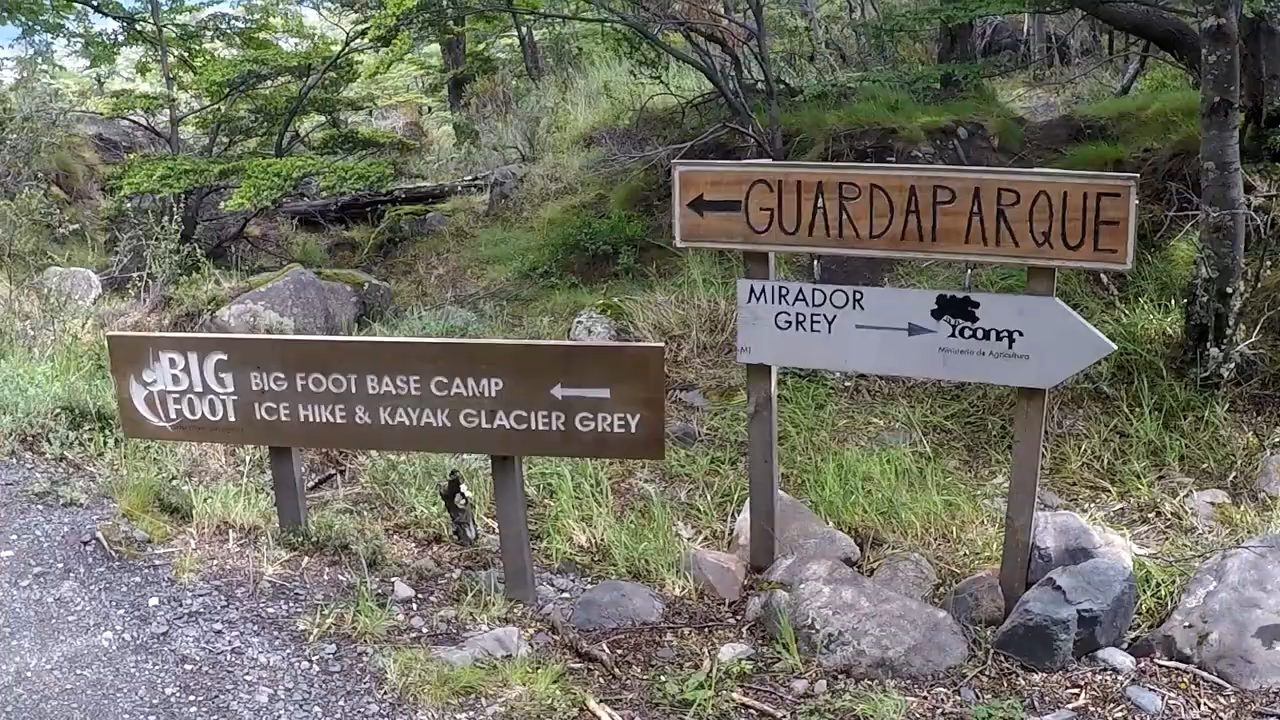 GUARDAPARQUE
MIRADOR
GREY
conaf
Ministerio de Agricultura
BIG
FOOT
BIG FOOT BASE CAMP
ICE HIKE & KAYAK GLACIER GREY